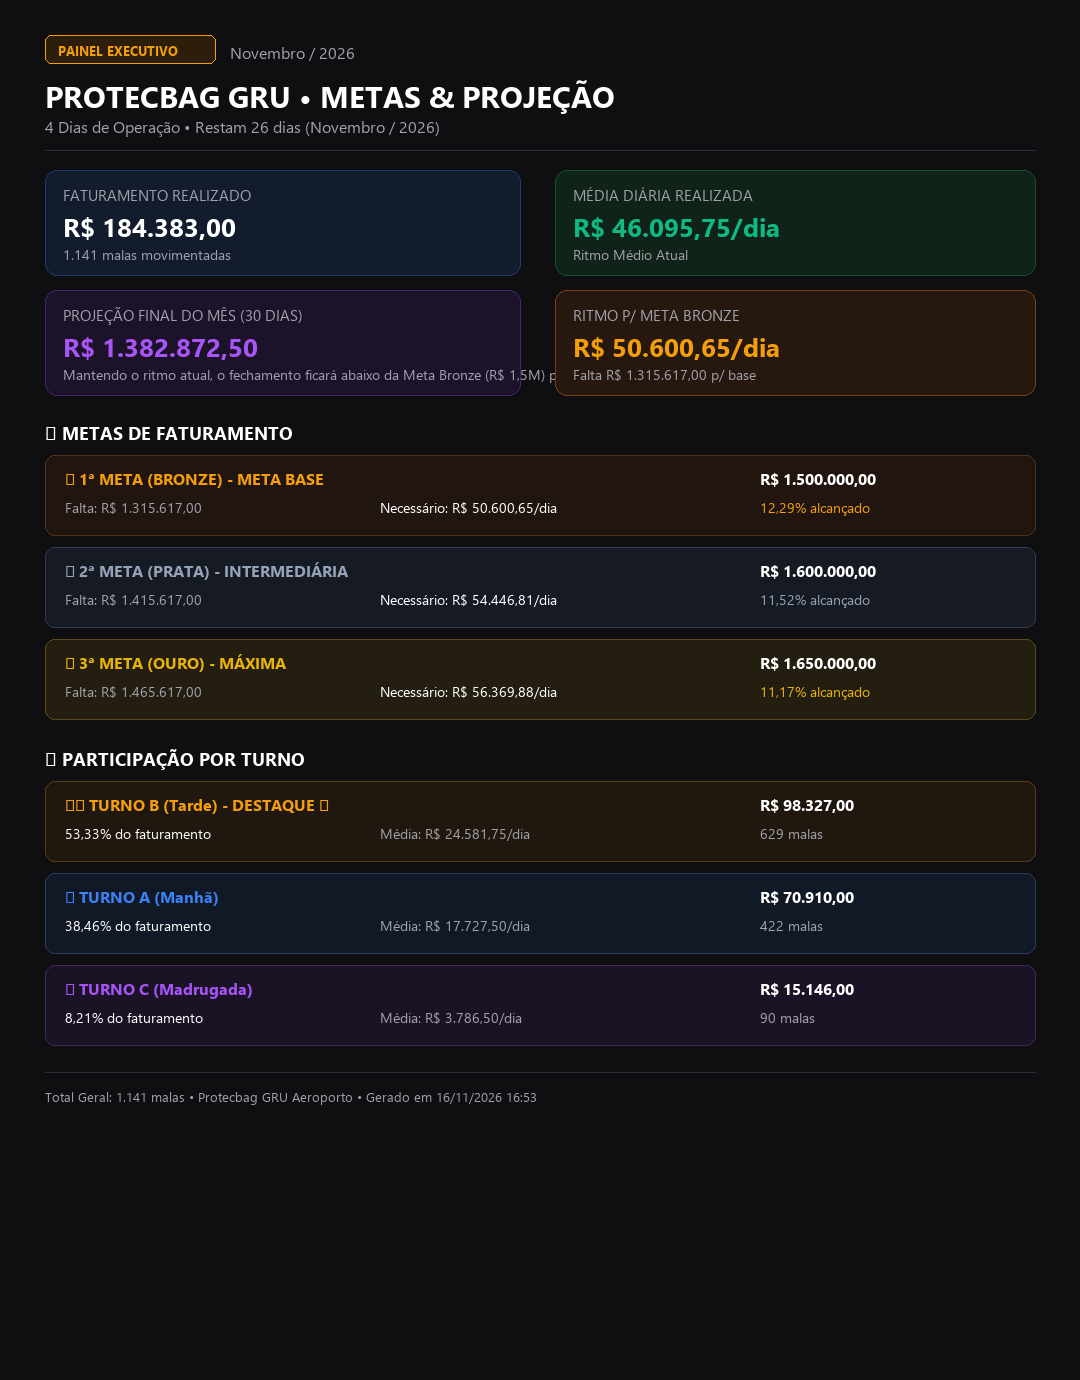 PAINEL EXECUTIVO
Novembro / 2026
PROTECBAG GRU • METAS & PROJEÇÃO
4 Dias de Operação • Restam 26 dias (Novembro / 2026)
FATURAMENTO REALIZADO
R$ 184.383,00
1.141 malas movimentadas
MÉDIA DIÁRIA REALIZADA
R$ 46.095,75/dia
Ritmo Médio Atual
PROJEÇÃO FINAL DO MÊS (30 DIAS)
R$ 1.382.872,50
Mantendo o ritmo atual, o fechamento ficará abaixo da Meta Bronze (R$ 1,5M) p
RITMO P/ META BRONZE
R$ 50.600,65/dia
Falta R$ 1.315.617,00 p/ base
METAS DE FATURAMENTO
1ª META (BRONZE) - META BASE
R$ 1.500.000,00
Falta: R$ 1.315.617,00
Necessário: R$ 50.600,65/dia
12,29% alcançado
2ª META (PRATA) - INTERMEDIÁRIA
R$ 1.600.000,00
Falta: R$ 1.415.617,00
Necessário: R$ 54.446,81/dia
11,52% alcançado
3ª META (OURO) - MÁXIMA
R$ 1.650.000,00
Falta: R$ 1.465.617,00
Necessário: R$ 56.369,88/dia
11,17% alcançado
PARTICIPAÇÃO POR TURNO
TURNO B (Tarde) - DESTAQUE
R$ 98.327,00
53,33% do faturamento
Média: R$ 24.581,75/dia
629 malas
TURNO A (Manhã)
R$ 70.910,00
38,46% do faturamento
Média: R$ 17.727,50/dia
422 malas
TURNO C (Madrugada)
R$ 15.146,00
8,21% do faturamento
Média: R$ 3.786,50/dia
90 malas
Total Geral: 1.141 malas • Protecbag GRU Aeroporto • Gerado em 16/11/2026 16:53